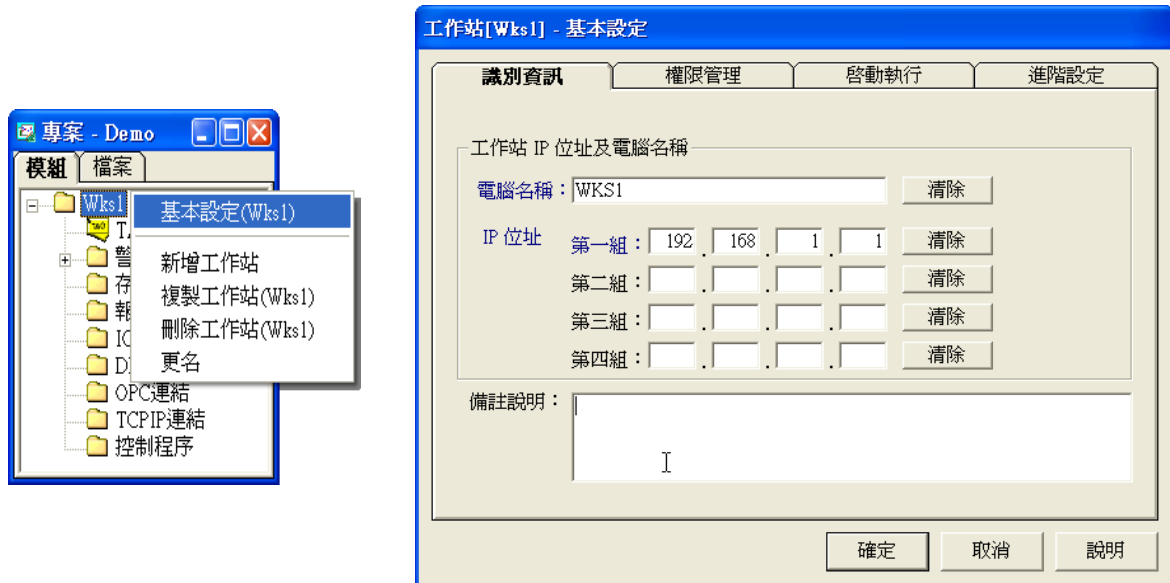 專案 - Demo
模組 檔案
Wks1
基本設定(Wks1)
新增工作站
複製工作站(Wks1)
刪除工作站(Wks1)
更名
TAG
T
警
存
報
IC
D
OPC連結
TCPIP連結
控制程序
工作站[Wks1] - 基本設定
識別資訊 權限管理 啓動執行 進階設定
工作站 IP 位址及電腦名稱
電腦名稱：WKS1 清除
IP 位址 第一組：192 . 168 . 1 . 1 清除
第二組： . . . 清除
第三組： . . . 清除
第四組： . . . 清除
備註說明：
確定 取消 說明